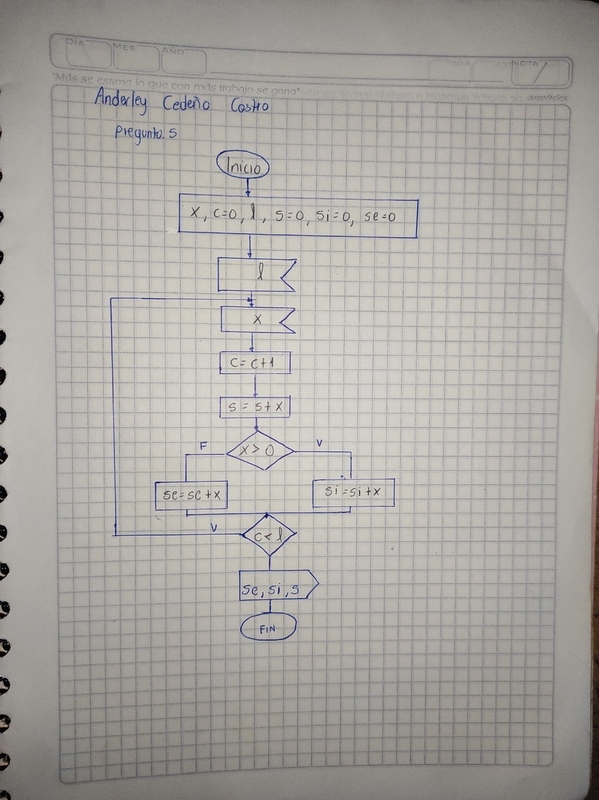 DIA MES AÑO NOTA
"Más se estima lo que con más trabajo se gana"
Anderley Cedeño Castro
Pregunta 5
Inicio
x, c=0, l, s=0, si=0, se=0
l
x
c=c+1
s=s+x
F x>0 V
se=se+x si=si+x
V c<l
se, si, s
FIN